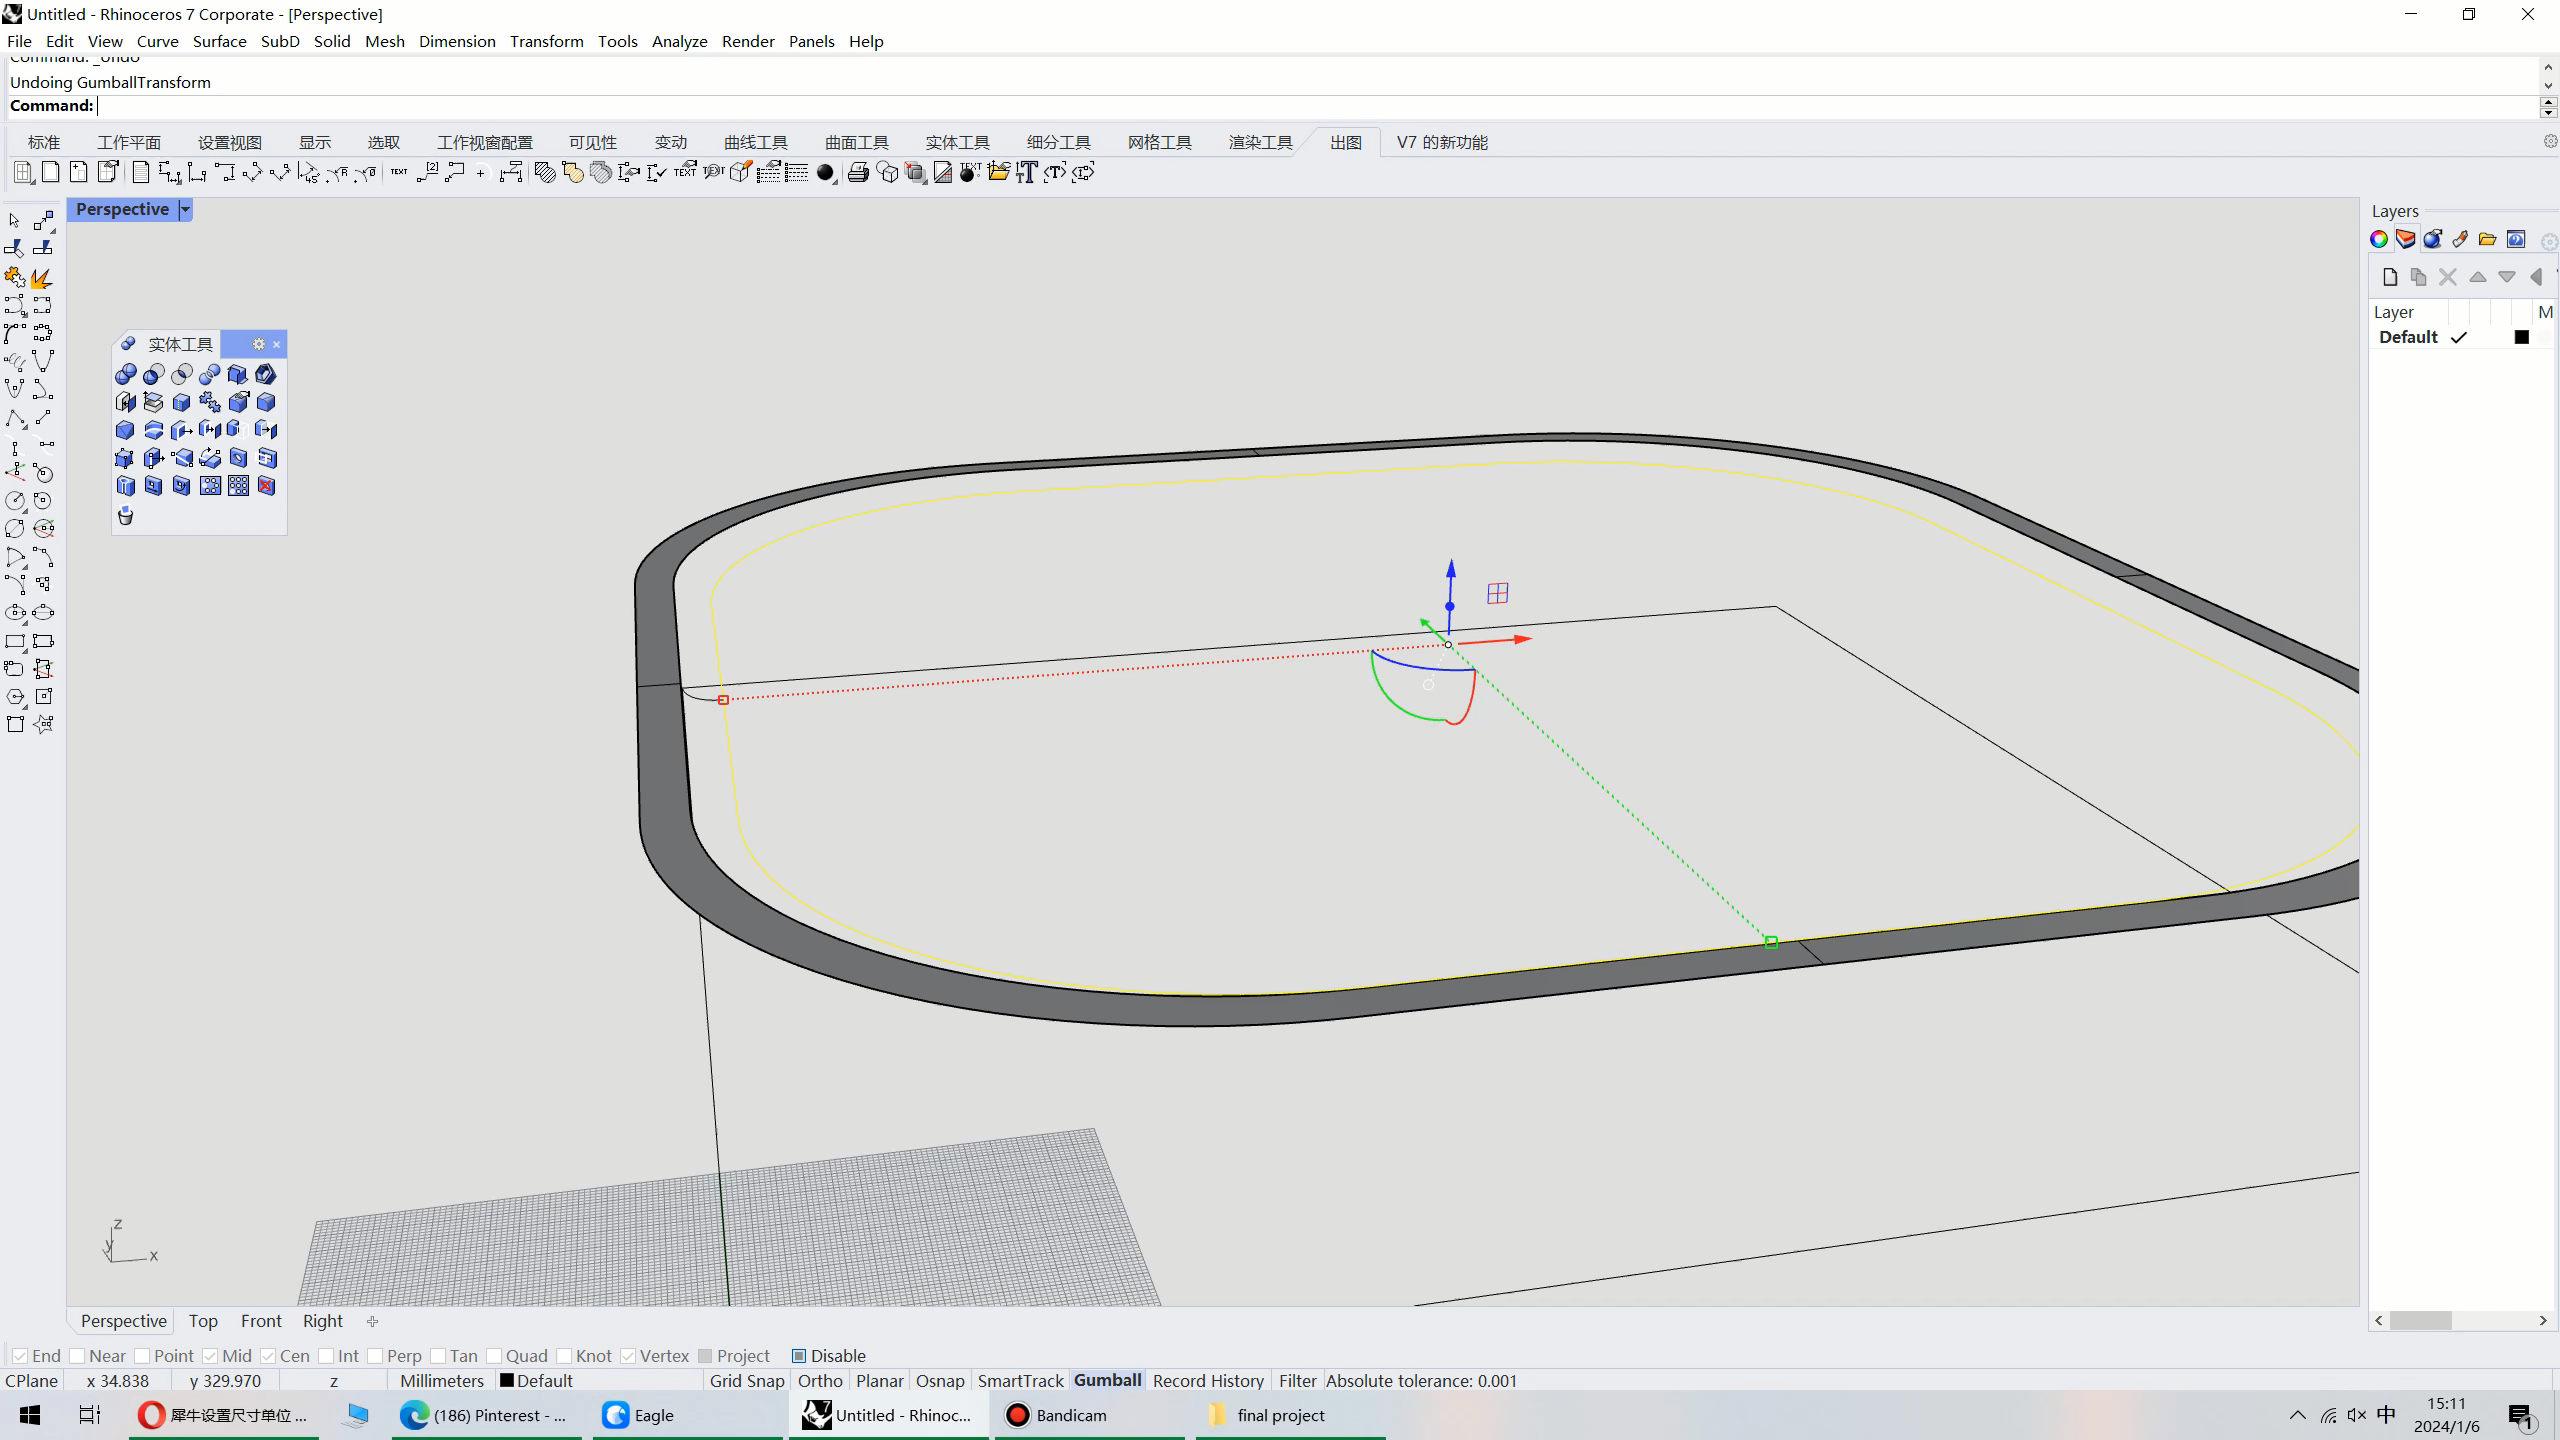 Untitled - Rhinoceros 7 Corporate - [Perspective]
File Edit View Curve Surface SubD Solid Mesh Dimension Transform Tools Analyze Render Panels Help
Command: _Undo
Undoing GumballTransform
Command:
标准 工作平面 设置视图 显示 选取 工作视窗配置 可见性 变动 曲线工具 曲面工具 实体工具 细分工具 网格工具 渲染工具 出图 V7 的新功能
Perspective
Layers
实体工具
Layer M
Default
z
y
x
Perspective Top Front Right
End Near Point Mid Cen Int Perp Tan Quad Knot Vertex Project Disable
CPlane x 34.838 y 329.970 z Millimeters Default Grid Snap Ortho Planar Osnap SmartTrack Gumball Record History Filter Absolute tolerance: 0.001
犀牛设置尺寸单位 ... (186) Pinterest - ... Eagle Untitled - Rhinoc... Bandicam final project 中 15:11
2024/1/6 1